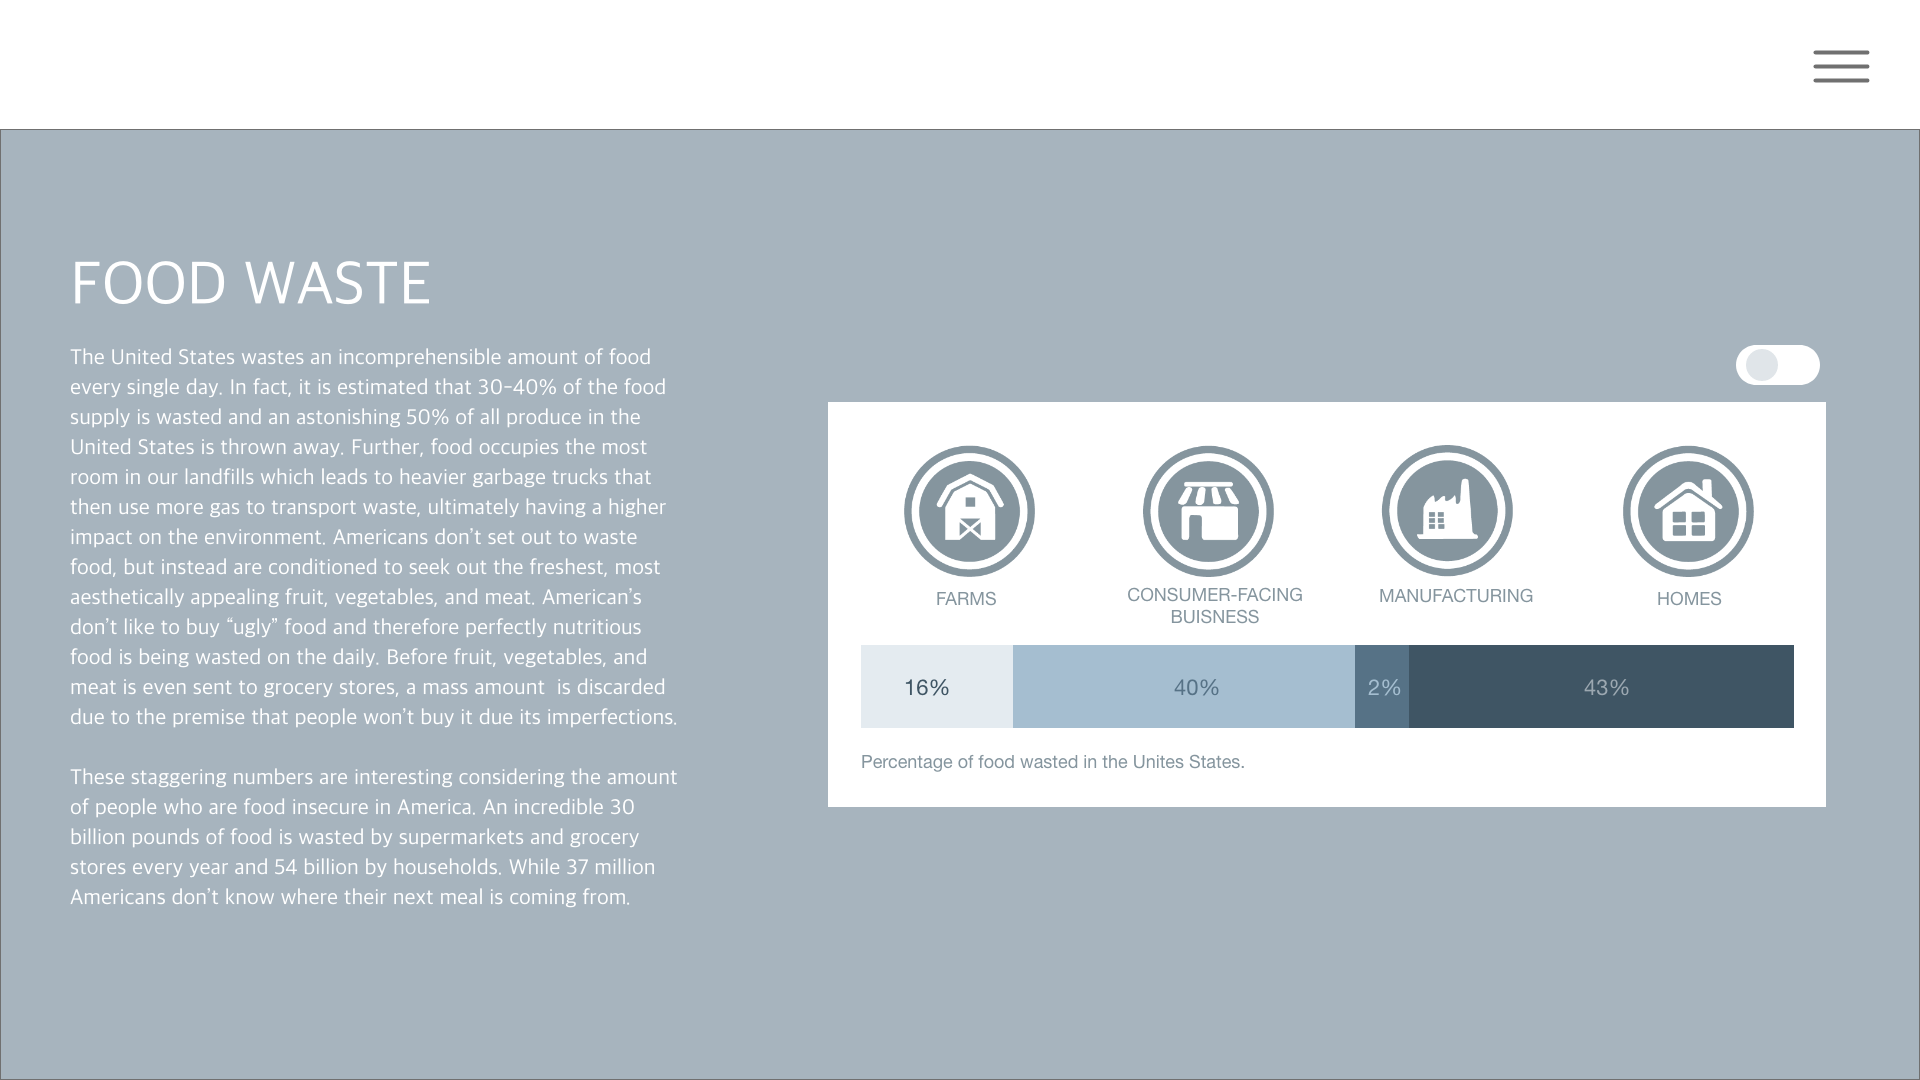 FOOD WASTE
The United States wastes an incomprehensible amount of food
every single day. In fact, it is estimated that 30-40% of the food
supply is wasted and an astonishing 50% of all produce in the
United States is thrown away. Further, food occupies the most
room in our landfills which leads to heavier garbage trucks that
then use more gas to transport waste, ultimately having a higher
impact on the environment. Americans don’t set out to waste
food, but instead are conditioned to seek out the freshest, most
aesthetically appealing fruit, vegetables, and meat. American’s
don’t like to buy “ugly” food and therefore perfectly nutritious
food is being wasted on the daily. Before fruit, vegetables, and
meat is even sent to grocery stores, a mass amount  is discarded
due to the premise that people won’t buy it due its imperfections.
These staggering numbers are interesting considering the amount
of people who are food insecure in America. An incredible 30
billion pounds of food is wasted by supermarkets and grocery
stores every year and 54 billion by households. While 37 million
Americans don’t know where their next meal is coming from.
FARMS
CONSUMER-FACING
BUISNESS
MANUFACTURING
HOMES
16%
40%
2%
43%
Percentage of food wasted in the Unites States.